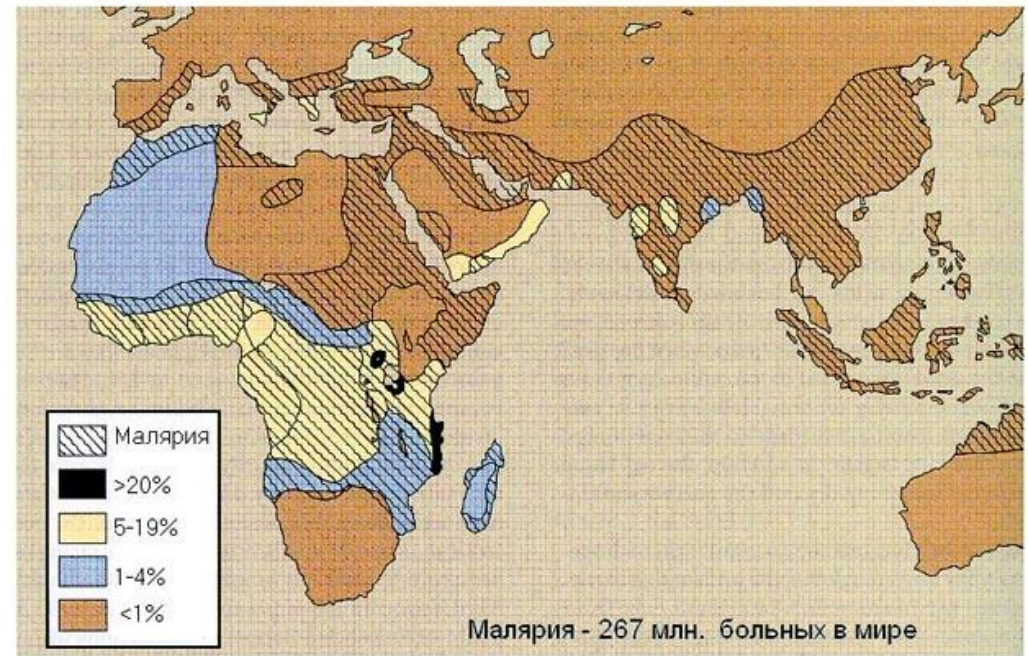 Малярия
>20%
5-19%
1-4%
<1%
Малярия - 267 млн. больных в мире